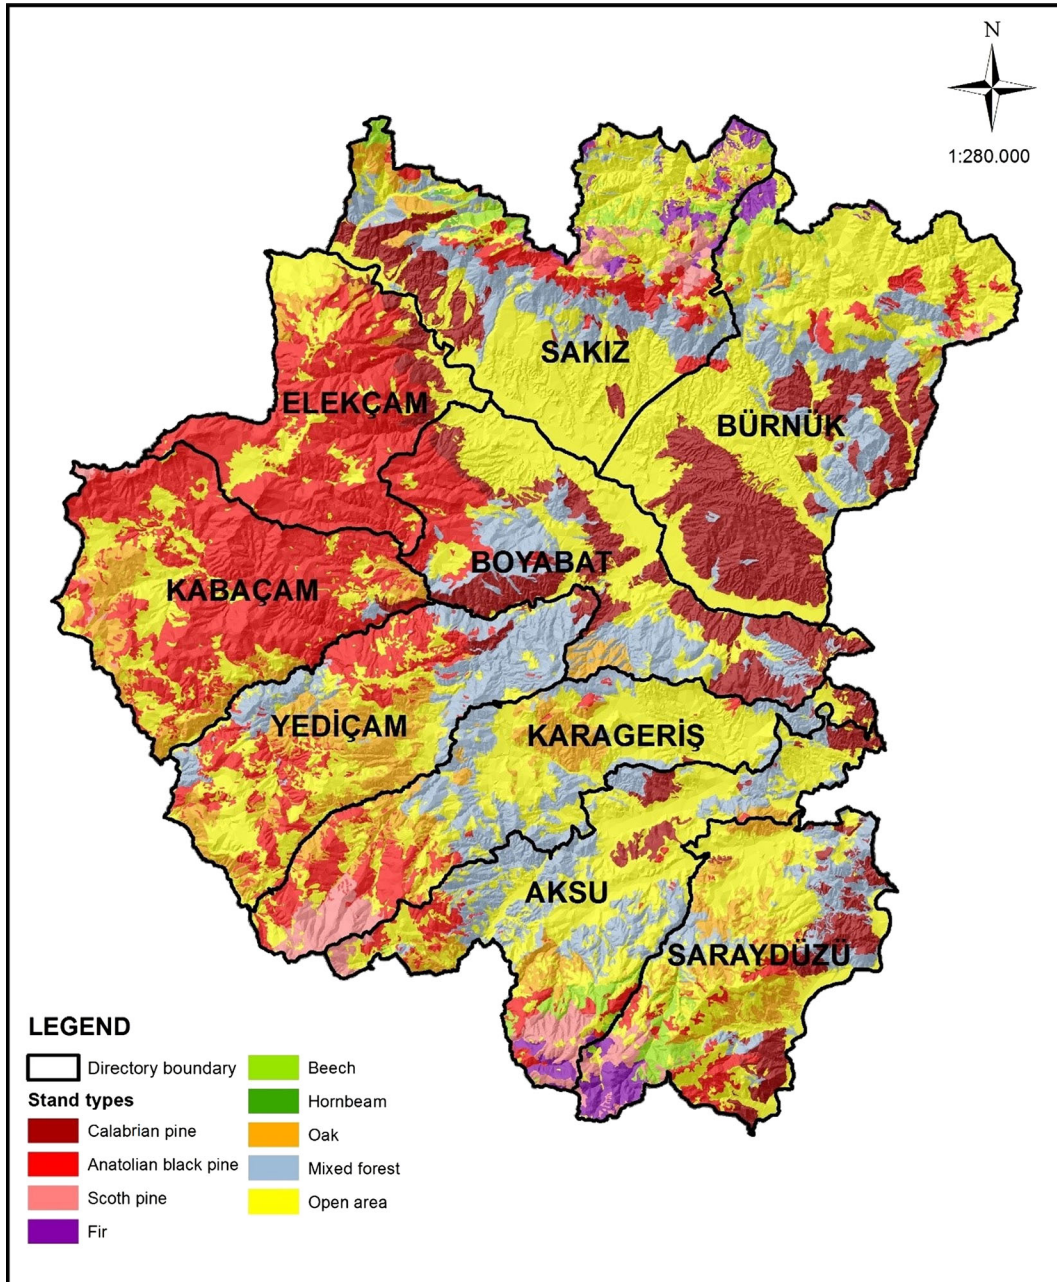 N
1:280.000
SAKIZ
ELEKÇAM
BÜRNÜK
BOYABAT
KABAÇAM
YEDİÇAM
KARAGERİŞ
AKSU
SARAYDÜZÜ
LEGEND
Directory boundary
Stand types
Calabrian pine
Anatolian black pine
Scoth pine
Fir
Beech
Hornbeam
Oak
Mixed forest
Open area